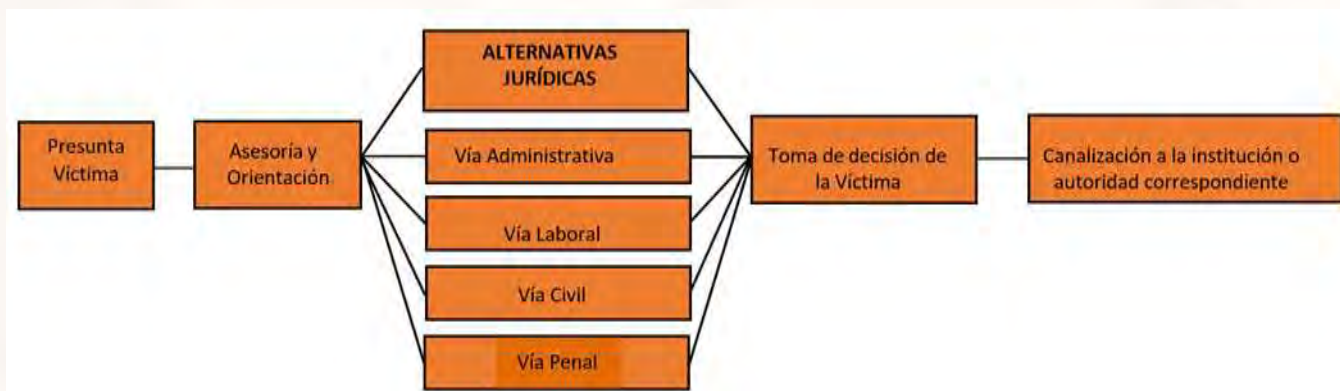 Presunta
Víctima
Asesoría y
Orientación
ALTERNATIVAS
JURÍDICAS
Vía Administrativa
Vía Laboral
Vía Civil
Vía Penal
Toma de decisión de
la Víctima
Canalización a la institución o
autoridad correspondiente